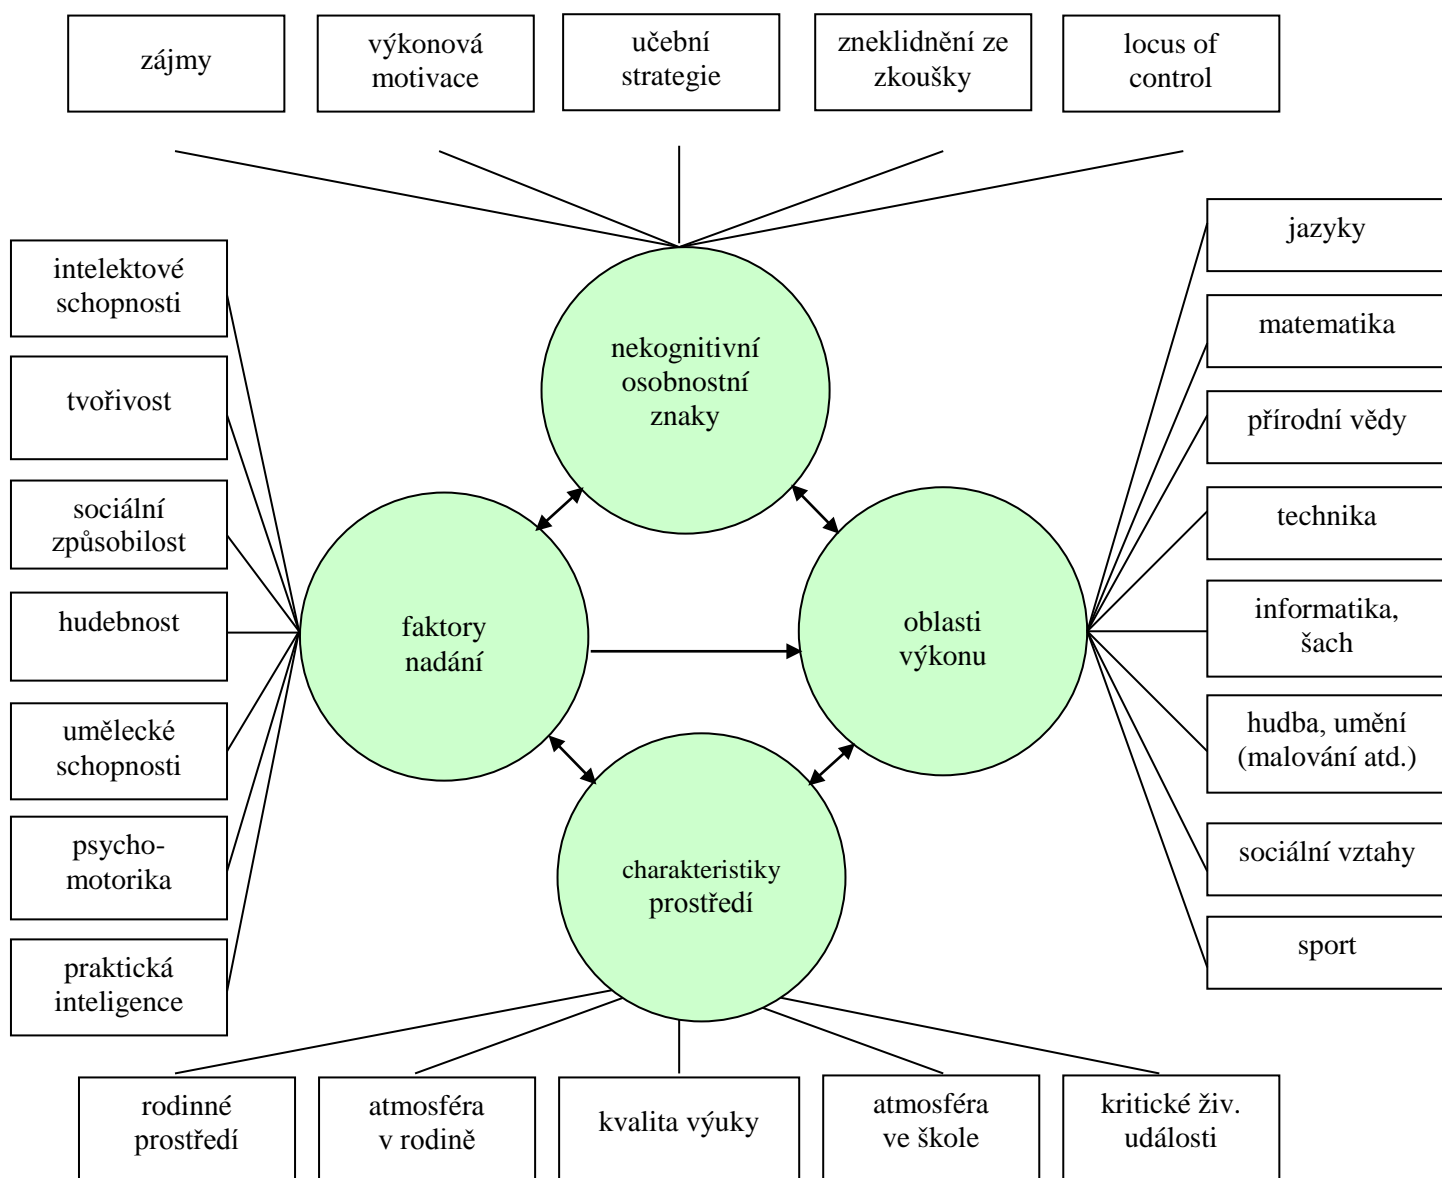 zájmy
výkonová
motivace
učební
strategie
zneklidnění ze
zkoušky
locus of
control
intelektové
schopnosti
tvořivost
sociální
způsobilost
hudebnost
umělecké
schopnosti
psycho-
motorika
praktická
inteligence
nekognitivní
osobnostní
znaky
faktory
nadání
oblasti
výkonu
charakteristiky
prostředí
jazyky
matematika
přírodní vědy
technika
informatika,
šach
hudba, umění
(malování atd.)
sociální vztahy
sport
rodinné
prostředí
atmosféra
v rodině
kvalita výuky
atmosféra
ve škole
kritické živ.
události